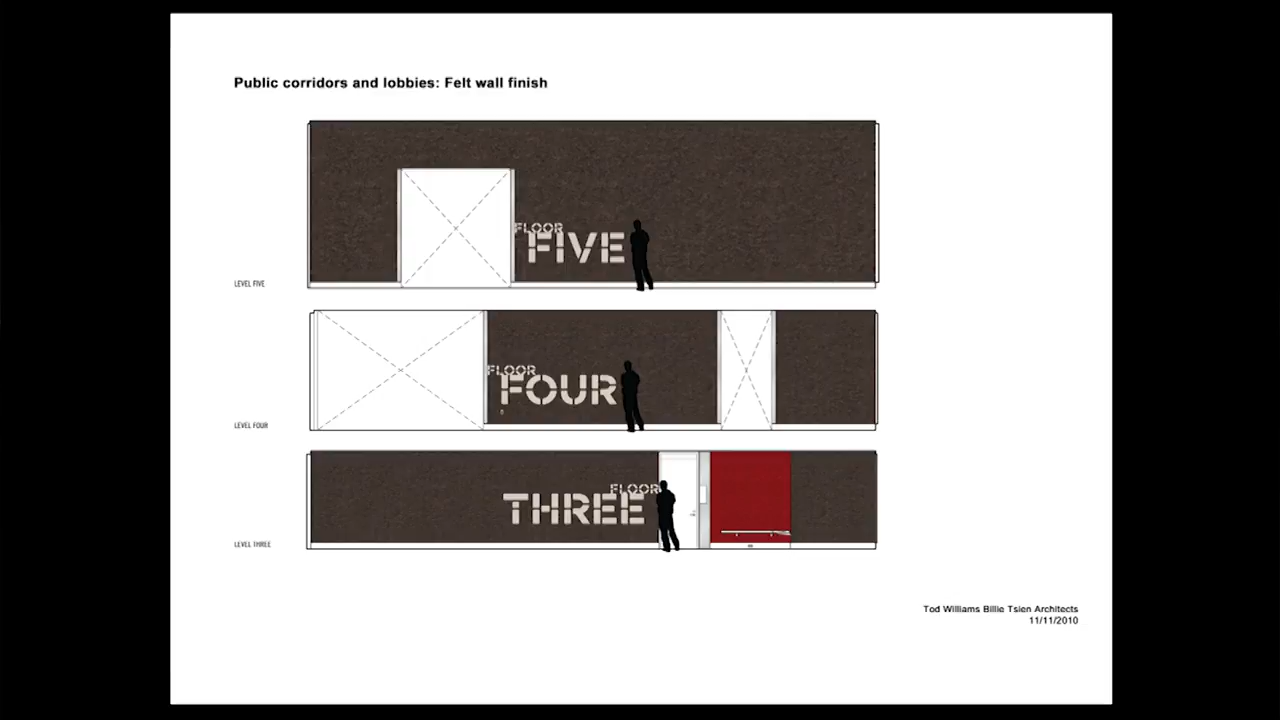 Public corridors and lobbies: Felt wall finish
FLOOR
FIVE
LEVEL FIVE
FLOOR
FOUR
LEVEL FOUR
FLOOR
THREE
LEVEL THREE
Tod Williams Billie Tsien Architects
11/11/2010